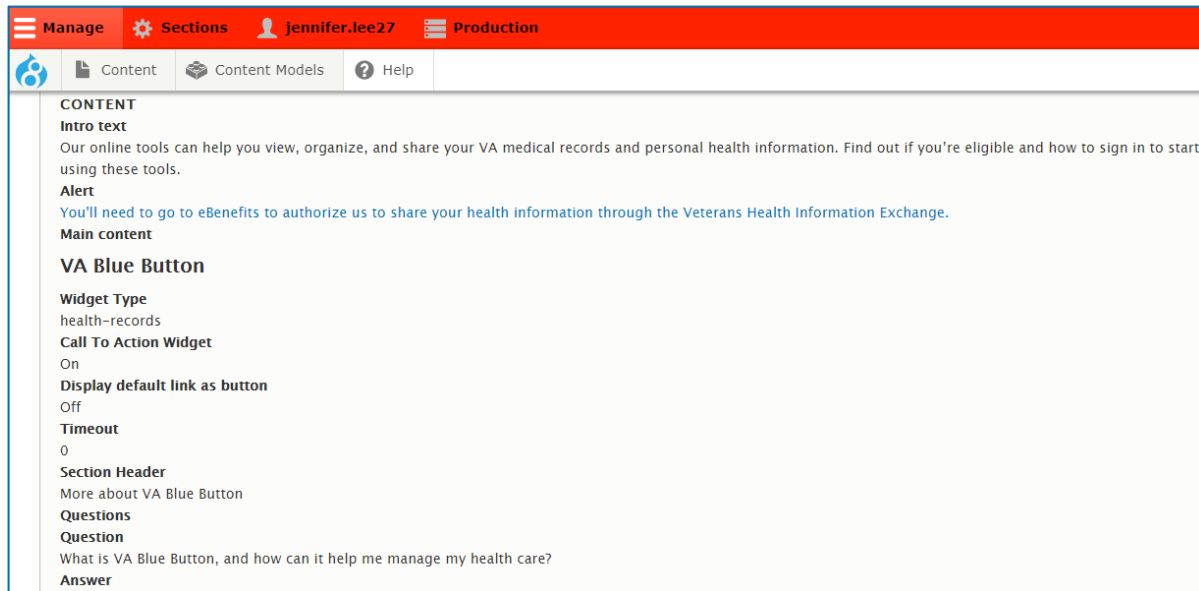 Manage Sections jennifer.lee27 Production
8 Content Content Models ? Help
CONTENT
Intro text
Our online tools can help you view, organize, and share your VA medical records and personal health information. Find out if you’re eligible and how to sign in to start
using these tools.
Alert
You'll need to go to eBenefits to authorize us to share your health information through the Veterans Health Information Exchange.
Main content
VA Blue Button
Widget Type
health-records
Call To Action Widget
On
Display default link as button
Off
Timeout
0
Section Header
More about VA Blue Button
Questions
Question
What is VA Blue Button, and how can it help me manage my health care?
Answer